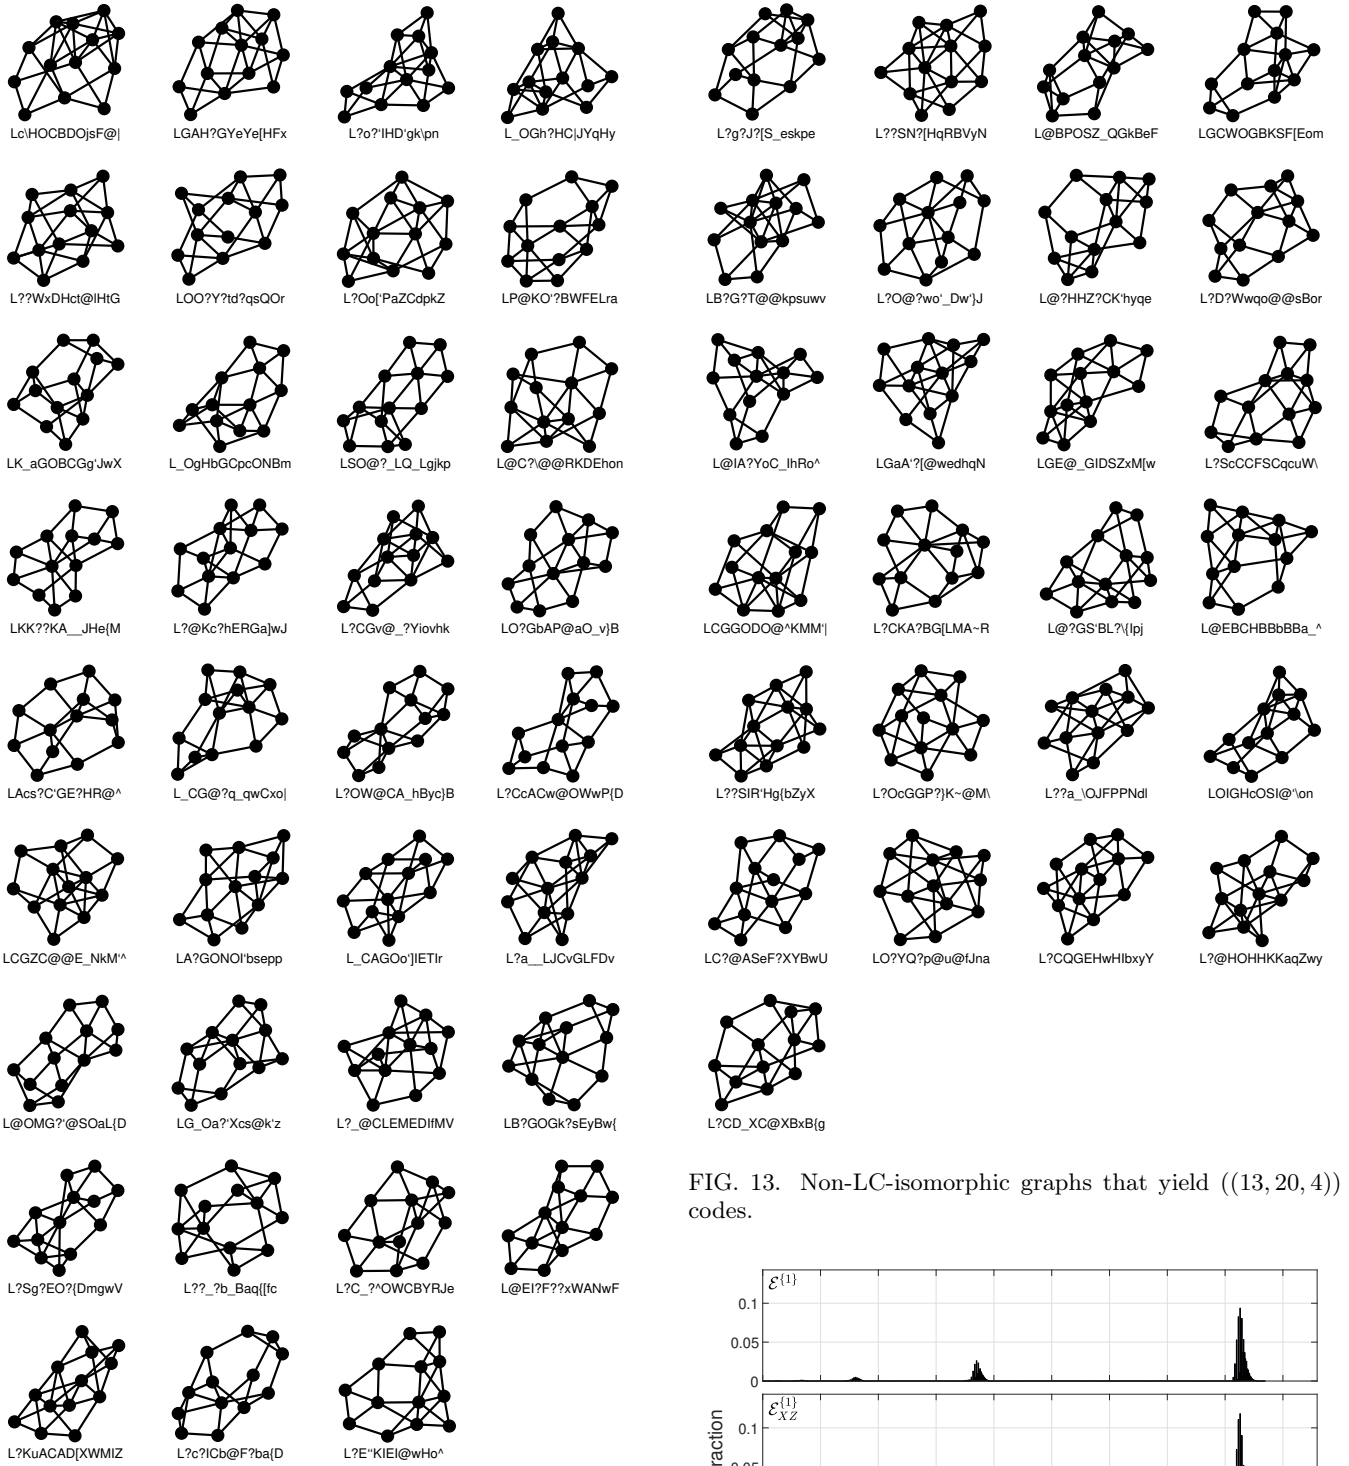 Lc\HOCBDOjsF@| LGAH?GYeYe[HFx L?o?‘IHD‘gk\pn L_OGh?HC|JYqHy
L??WxDHct@IHtG LOO?Y?td?qsQOr L?Oo[‘PaZCdpkZ LP@KO‘?BWFELra
LK_aGOBCGg‘JwX L_OgHbGCpcONBm LSO@?_LQ_Lgjkp L@C?\@@RKDEhon
LKK??KA__JHe{M L?@Kc?hERGa]wJ L?CGv@_?Yiovhk LO?GbAP@aO_v}B
LAcs?C‘GE?HR@^ L_CG@?q_qwCxo| L?OW@CA_hByc}B L?CcACw@OWwP{D
LCGZC@@E_NkM‘^ LA?GONOI‘bsepp L_CAGOo‘]IETIr L?a__LJCvGLFDv
L@OMG?‘@SOaL{D LG_Oa?‘Xcs@k‘z L?_@CLEMEDIfMV LB?GOGk?sEyBw{
L?Sg?EO?{DmgwV L??_?b_Baq{[fc L?C_?^OWCBYRJe L@EI?F??xWANwF
L?KuACAD[XWMIZ L?c?ICb@F?ba{D L?E‘‘KIEI@wHo^
L?g?J?[S_eskpe L??SN?[HqRBVyN L@BPOSZ_QGkBeF LGCWOGBKSF[Eom
LB?G?T@@kpsuwv L?O@?wo‘_Dw‘}J L@?HHZ?CK‘hyqe L?D?Wwqo@@sBor
L@IA?YoC_IhRo^ LGaA‘?[@wedhqN LGE@_GIDSZxM[w L?ScCCFSCqcuW\
LCGGODO@^KMM‘| L?CKA?BG[LMA~R L@?GS‘BL?\{Ipj L@EBCHBBbBBa_^
L??SIR‘Hg{bZyX L?OcGGP?}K~@M\ L??a_\OJFPPNdl LOIGHcOSI@‘\on
LC?@ASeF?XYBwU LO?YQ?p@u@fJna L?CQGEHwHIbxyY L?@HOHHKKaqZwy
L?CD_XC@XBxB{g
FIG. 13. Non-LC-isomorphic graphs that yield ((13, 20, 4))
codes.
ℰ^{1}
0.1
0.05
0
ℰ_{XZ}^{1}
0.1